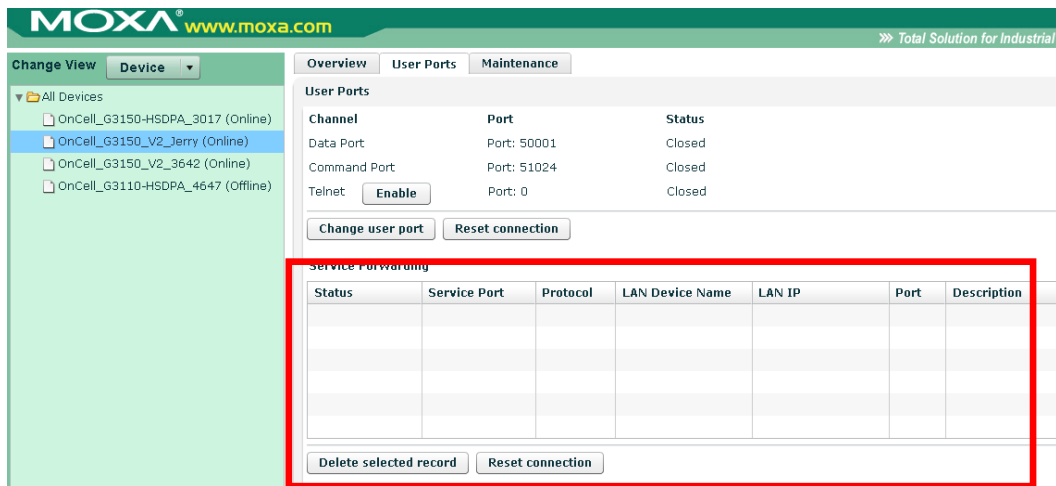 MOXA® www.moxa.com
»» Total Solution for Industrial
Change View Device
All Devices
OnCell_G3150-HSDPA_3017 (Online)
OnCell_G3150_V2_Jerry (Online)
OnCell_G3150_V2_3642 (Online)
OnCell_G3110-HSDPA_4647 (Offline)
Overview User Ports Maintenance
User Ports
Channel Port Status
Data Port Port: 50001 Closed
Command Port Port: 51024 Closed
Telnet Enable Port: 0 Closed
Change user port Reset connection
Service Forwarding
Status Service Port Protocol LAN Device Name LAN IP Port Description
Delete selected record Reset connection